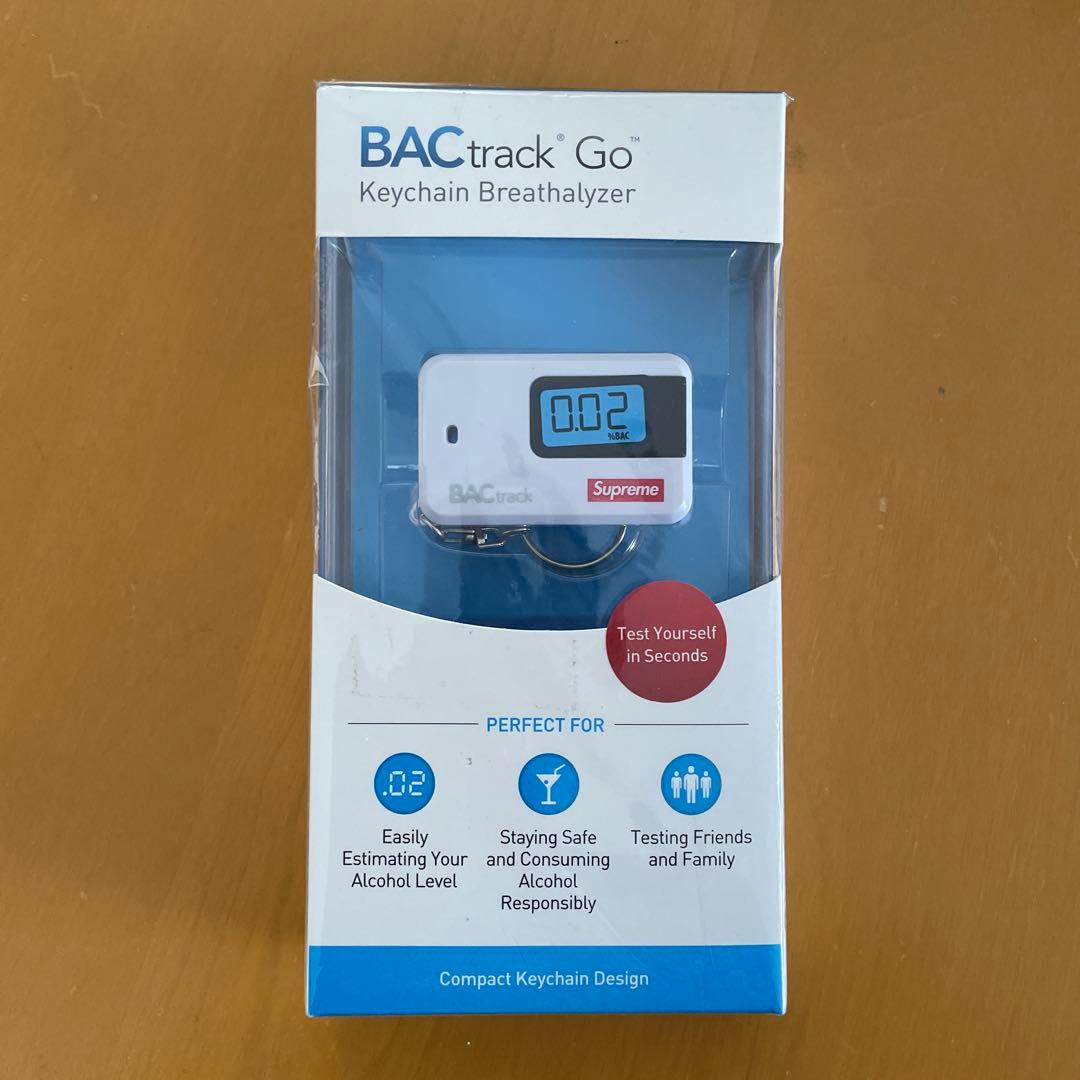 BACtrack® Go™
Keychain Breathalyzer
0.02
%BAC
BACtrack
Supreme
Test Yourself
in Seconds
PERFECT FOR
.02
Easily
Estimating Your
Alcohol Level
Staying Safe
and Consuming
Alcohol
Responsibly
Testing Friends
and Family
Compact Keychain Design